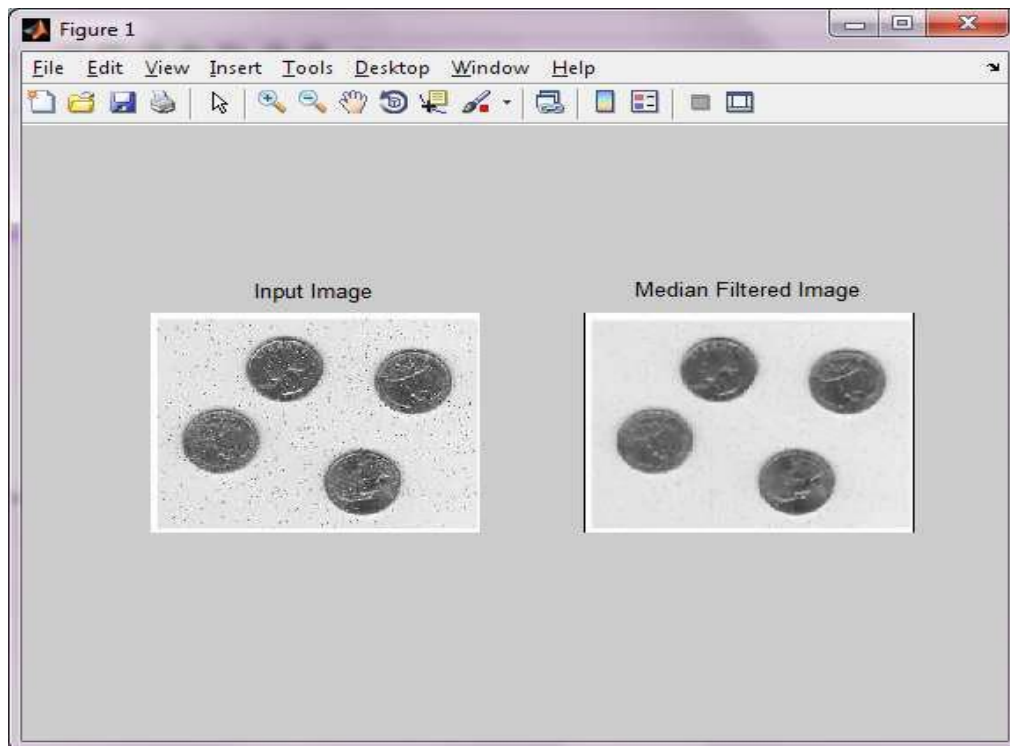 Figure 1
File Edit View Insert Tools Desktop Window Help
Input Image
Median Filtered Image